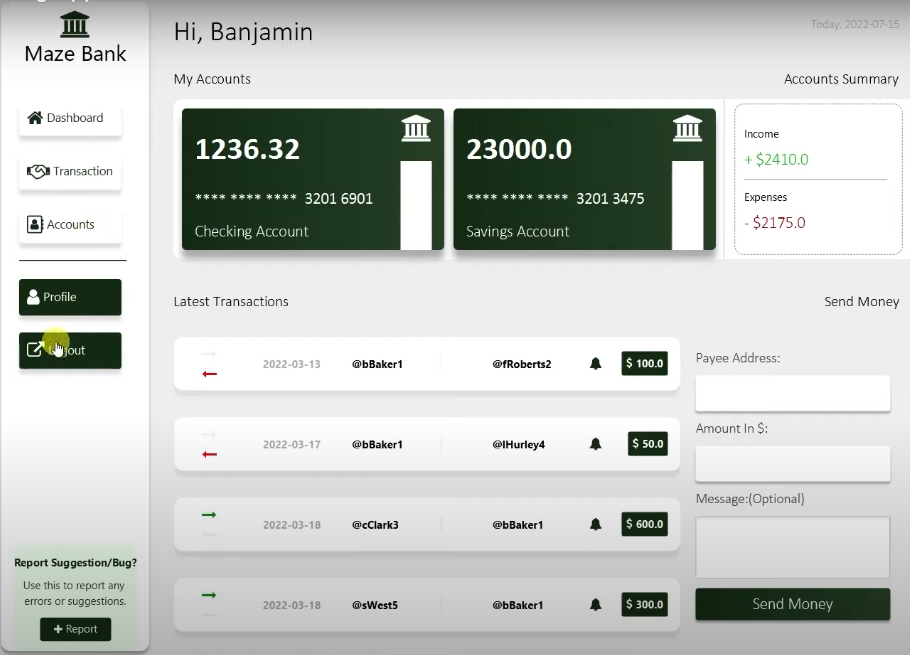 Maze Bank
Dashboard
Transaction
Accounts
Profile
Report Suggestion/Bug?
Use this to report any
errors or suggestions.
+ Report
Hi, Banjamin
Today, 2022-07-15
My Accounts
Accounts Summary
1236.32
**** **** **** 3201 6901
Checking Account
23000.0
**** **** **** 3201 3475
Savings Account
Income
+ $2410.0
Expenses
- $2175.0
Latest Transactions
2022-03-13 @bBaker1 @fRoberts2 $ 100.0
2022-03-17 @bBaker1 @lHurley4 $ 50.0
2022-03-18 @cClark3 @bBaker1 $ 600.0
2022-03-18 @sWest5 @bBaker1 $ 300.0
Send Money
Payee Address:
Amount In $:
Message:(Optional)
Send Money